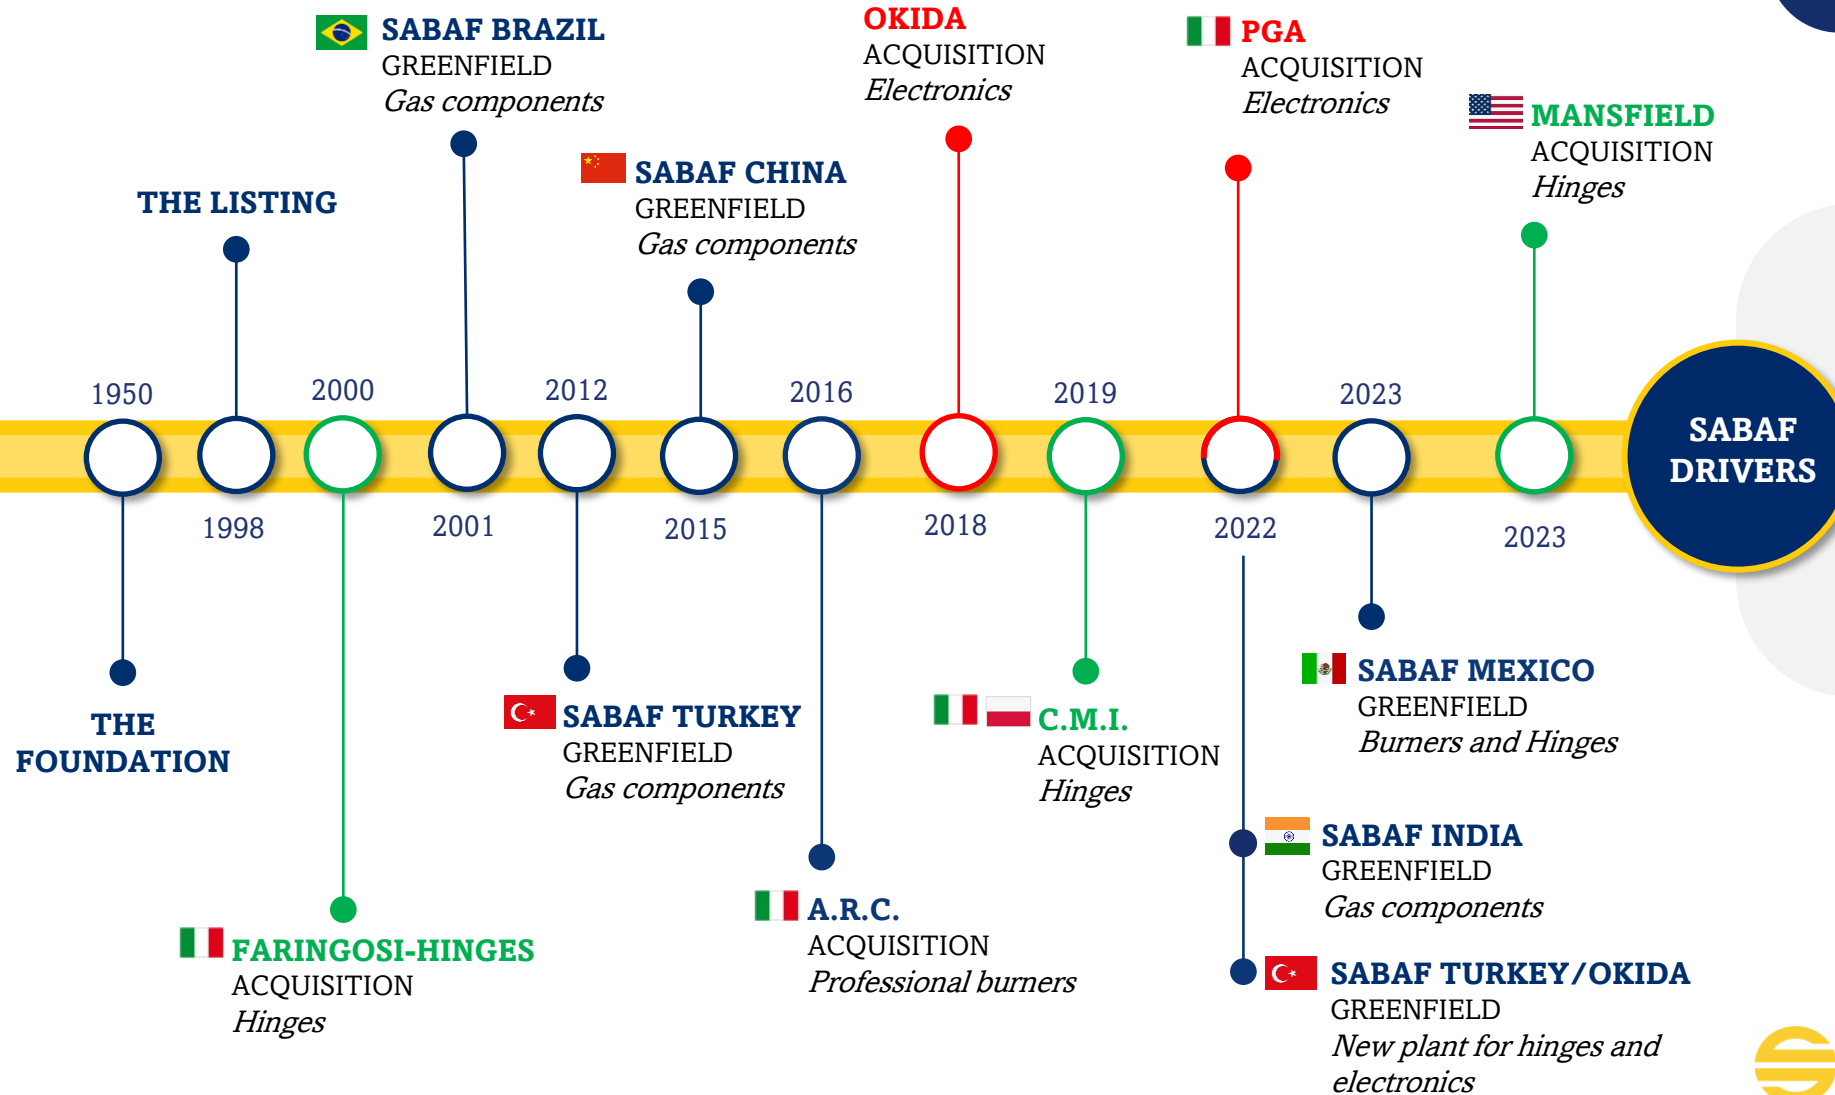 SABAF BRAZIL
GREENFIELD
Gas components
OKIDA
ACQUISITION
Electronics
PGA
ACQUISITION
Electronics
MANSFIELD
ACQUISITION
Hinges
THE LISTING
SABAF CHINA
GREENFIELD
Gas components
1950
2000
2012
2016
2019
2023
1998
2001
2015
2018
2022
2023
SABAF
DRIVERS
THE
FOUNDATION
SABAF TURKEY
GREENFIELD
Gas components
C.M.I.
ACQUISITION
Hinges
SABAF MEXICO
GREENFIELD
Burners and Hinges
FARINGOSI-HINGES
ACQUISITION
Hinges
A.R.C.
ACQUISITION
Professional burners
SABAF INDIA
GREENFIELD
Gas components
SABAF TURKEY/OKIDA
GREENFIELD
New plant for hinges and
electronics